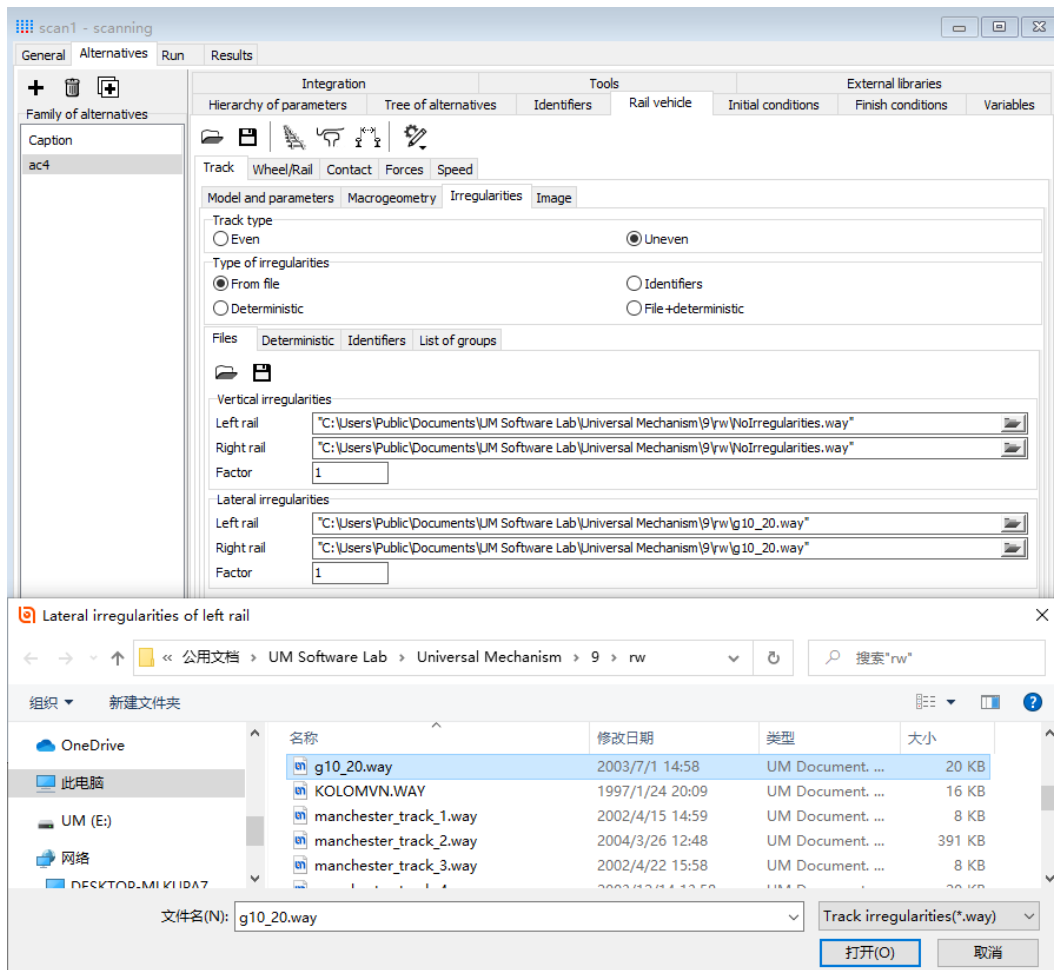 scan1 - scanning
General Alternatives Run Results
Family of alternatives
Caption
ac4
Integration Tools External libraries
Hierarchy of parameters Tree of alternatives Identifiers Rail vehicle Initial conditions Finish conditions Variables
Track Wheel/Rail Contact Forces Speed
Model and parameters Macrogeometry Irregularities Image
Track type
Even Uneven
Type of irregularities
From file Identifiers
Deterministic File+deterministic
Files Deterministic Identifiers List of groups
Vertical irregularities
Left rail "C:\Users\Public\Documents\UM Software Lab\Universal Mechanism\9\rw\NoIrregularities.way"
Right rail "C:\Users\Public\Documents\UM Software Lab\Universal Mechanism\9\rw\NoIrregularities.way"
Factor 1
Lateral irregularities
Left rail "C:\Users\Public\Documents\UM Software Lab\Universal Mechanism\9\rw\g10_20.way"
Right rail "C:\Users\Public\Documents\UM Software Lab\Universal Mechanism\9\rw\g10_20.way"
Factor 1
Lateral irregularities of left rail
« 公用文档 › UM Software Lab › Universal Mechanism › 9 › rw 搜索"rw"
组织 新建文件夹
名称 修改日期 类型 大小
OneDrive
此电脑
UM (E:)
网络
g10_20.way 2003/7/1 14:58 UM Document. ... 20 KB
KOLOMVN.WAY 1997/1/24 20:09 UM Document. ... 16 KB
manchester_track_1.way 2002/4/15 14:59 UM Document. ... 8 KB
manchester_track_2.way 2004/3/26 12:48 UM Document. ... 391 KB
manchester_track_3.way 2002/4/22 15:58 UM Document. ... 8 KB
文件名(N): g10_20.way Track irregularities(*.way)
打开(O) 取消